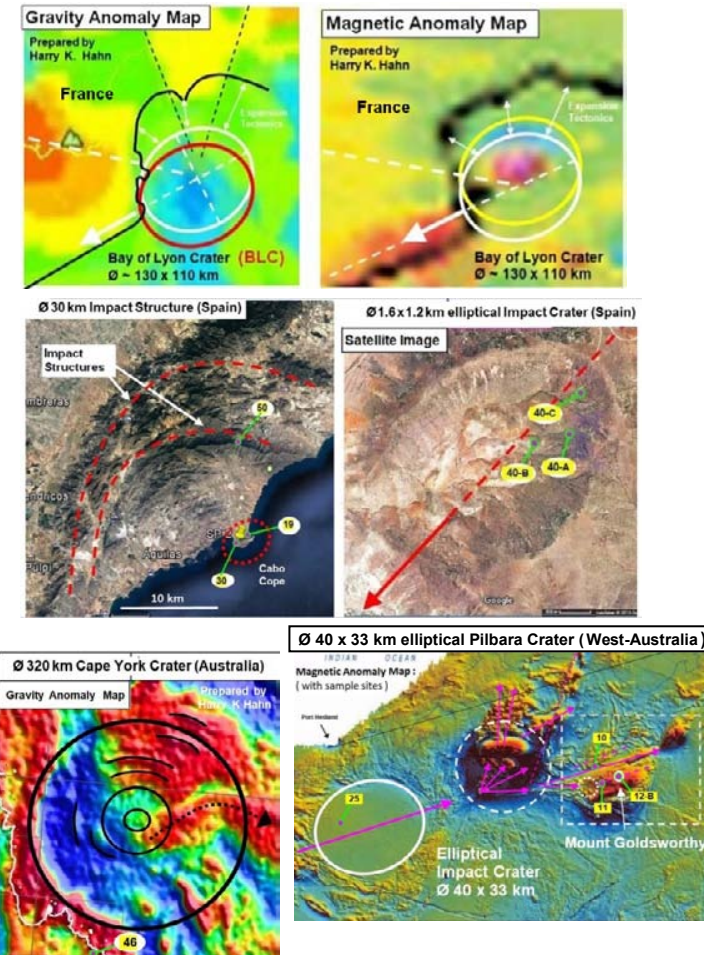 Gravity Anomaly Map
Prepared by
Harry K. Hahn
France
Expansion
Tectonics
Bay of Lyon Crater (BLC)
Ø ~ 130 x 110 km
Magnetic Anomaly Map
Prepared by
Harry K. Hahn
France
Expansion
Tectonics
Bay of Lyon Crater
Ø ~ 130 x 110 km
Ø 30 km Impact Structure (Spain)
Impact
Structures
50
19
30
Aguilas
Pulpí
Cabo
Cope
10 km
Ø 1.6 x 1.2 km elliptical Impact Crater (Spain)
Satellite Image
40-C
40-B
40-A
Google
Ø 320 km Cape York Crater (Australia)
Gravity Anomaly Map
Prepared by
Harry K Hahn
46
Ø 40 x 33 km elliptical Pilbara Crater (West-Australia)
INDIAN OCEAN
Magnetic Anomaly Map :
( with sample sites )
Port Hedland
25
10
11
12-B
Mount Goldsworthy
Elliptical
Impact Crater
Ø 40 x 33 km